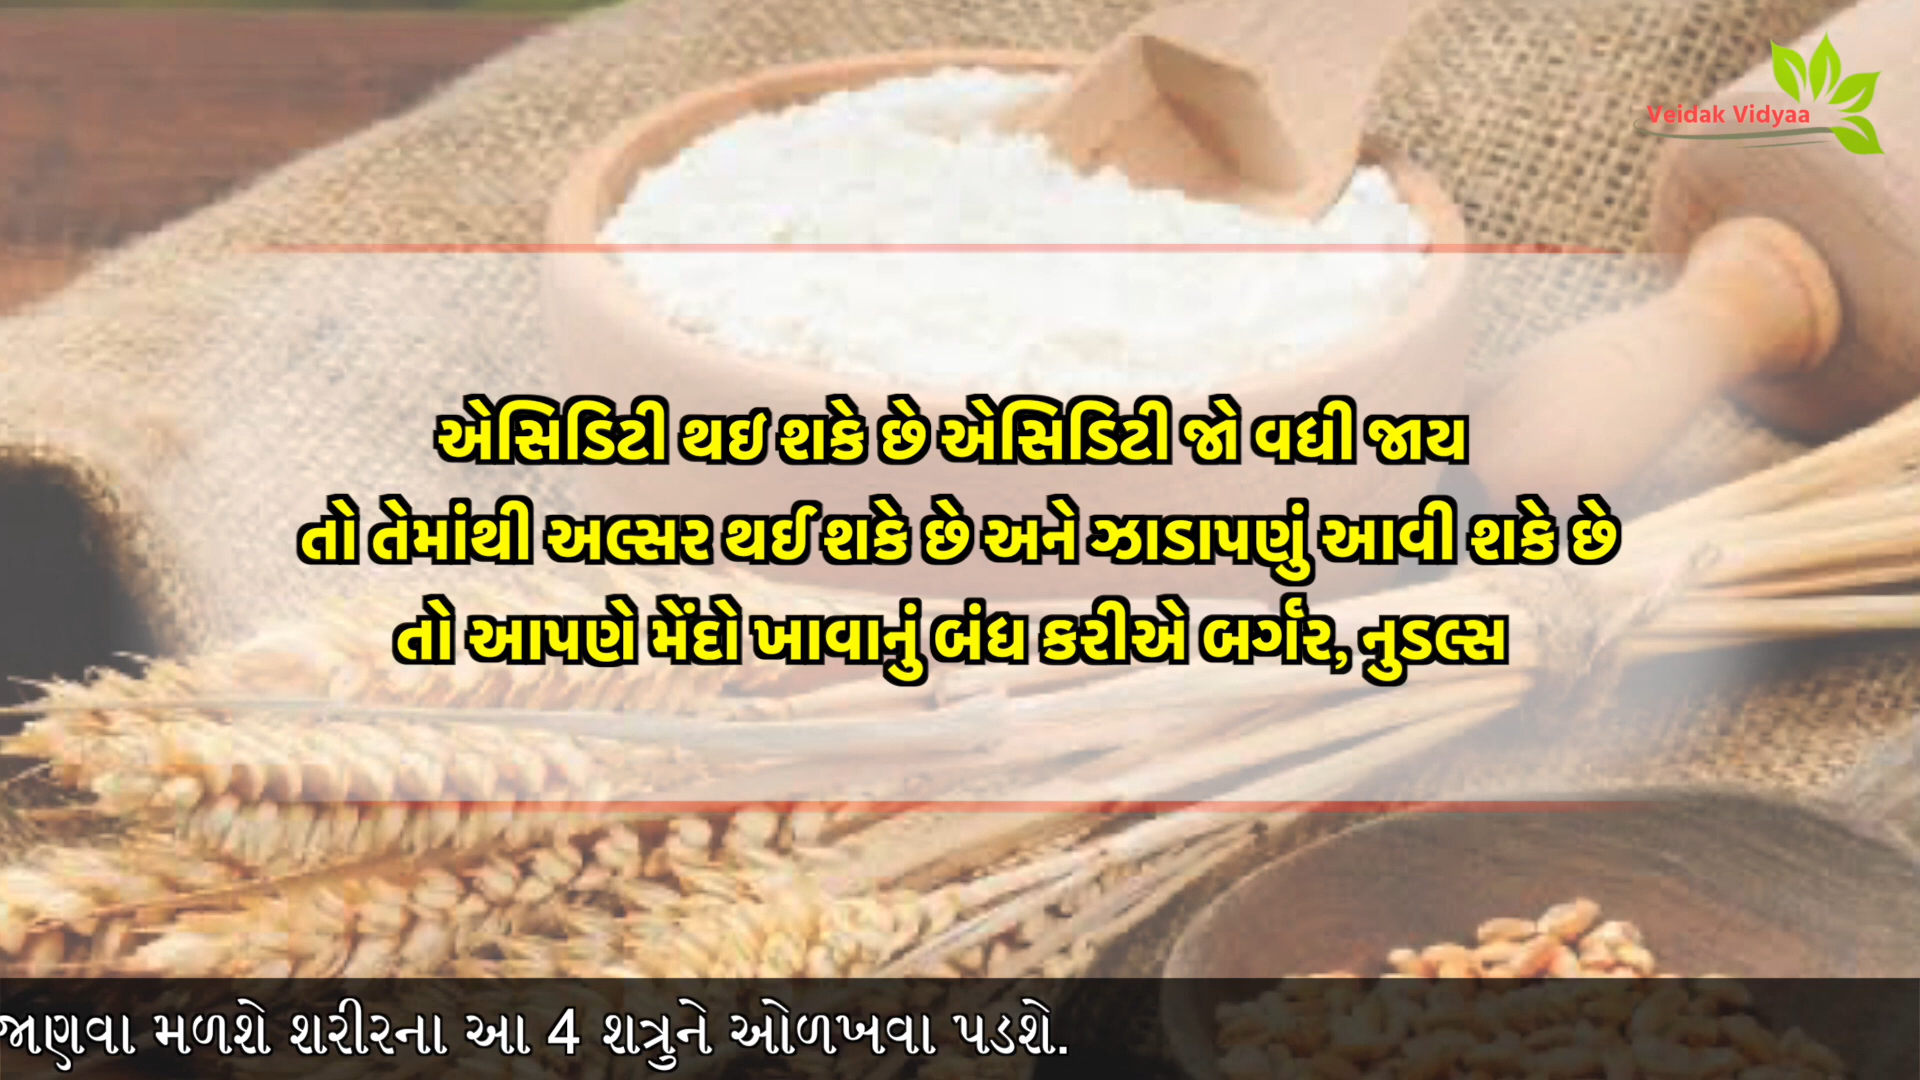 Veidak Vidyaa
એસિડિટી થઇ શકે છે એસિડિટી જો વધી જાય
તો તેમાંથી અલ્સર થઈ શકે છે અને ઝાડાપણું આવી શકે છે
તો આપણે મેંદો ખાવાનું બંધ કરીએ બર્ગંર, નુડલ્સ
જાણવા મળશે શરીરના આ 4 શત્રુને ઓળખવા પડશે.